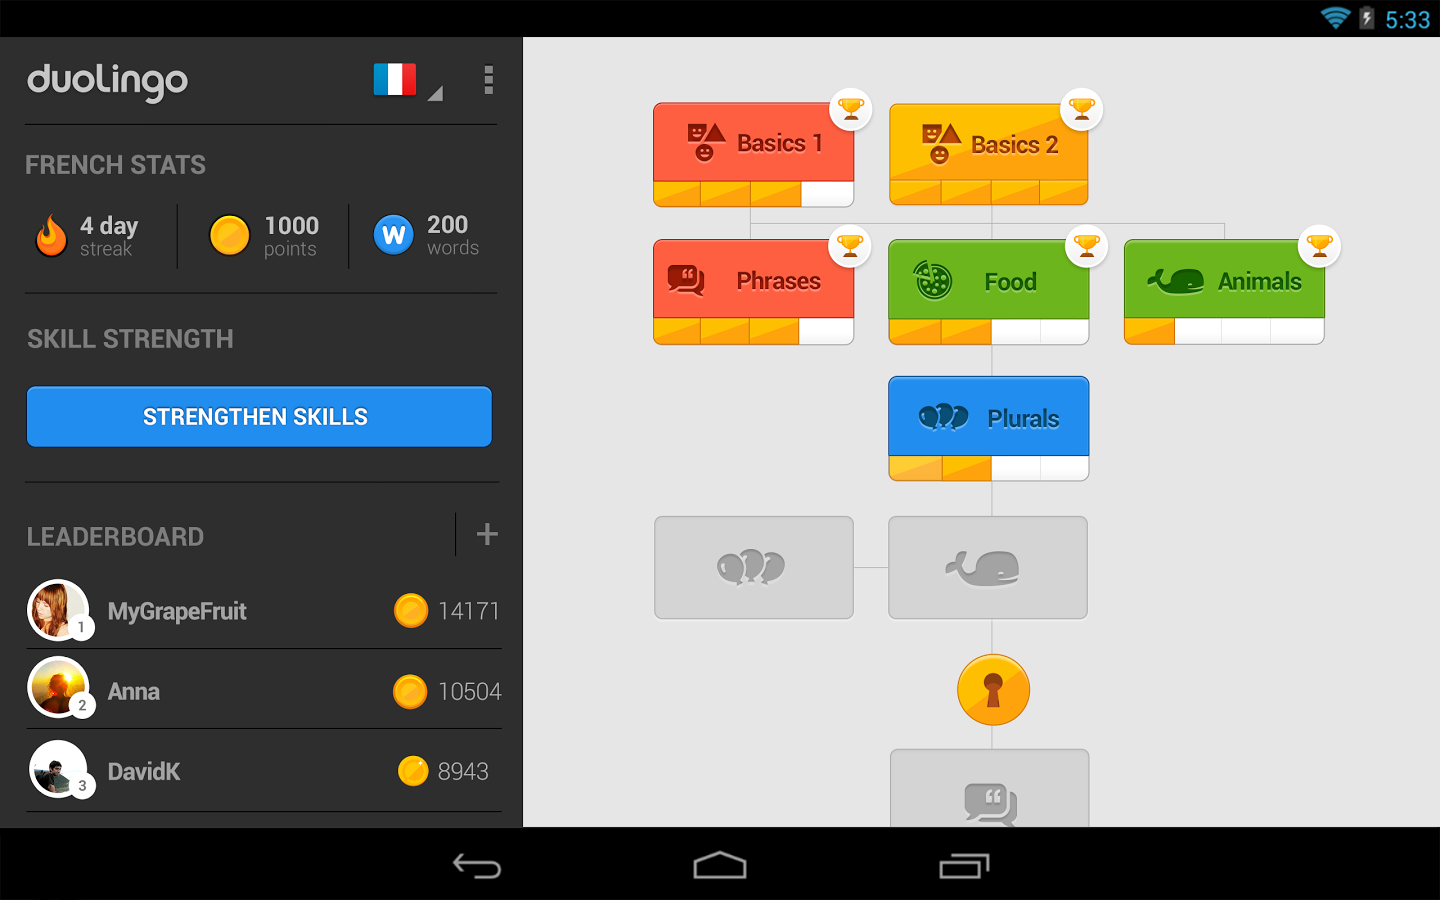 5:33
duolingo
FRENCH STATS
4 day
streak
1000
points
W
200
words
SKILL STRENGTH
STRENGTHEN SKILLS
LEADERBOARD
+
1
MyGrapeFruit
14171
2
Anna
10504
3
DavidK
8943
Basics 1
Basics 2
Phrases
Food
Animals
Plurals